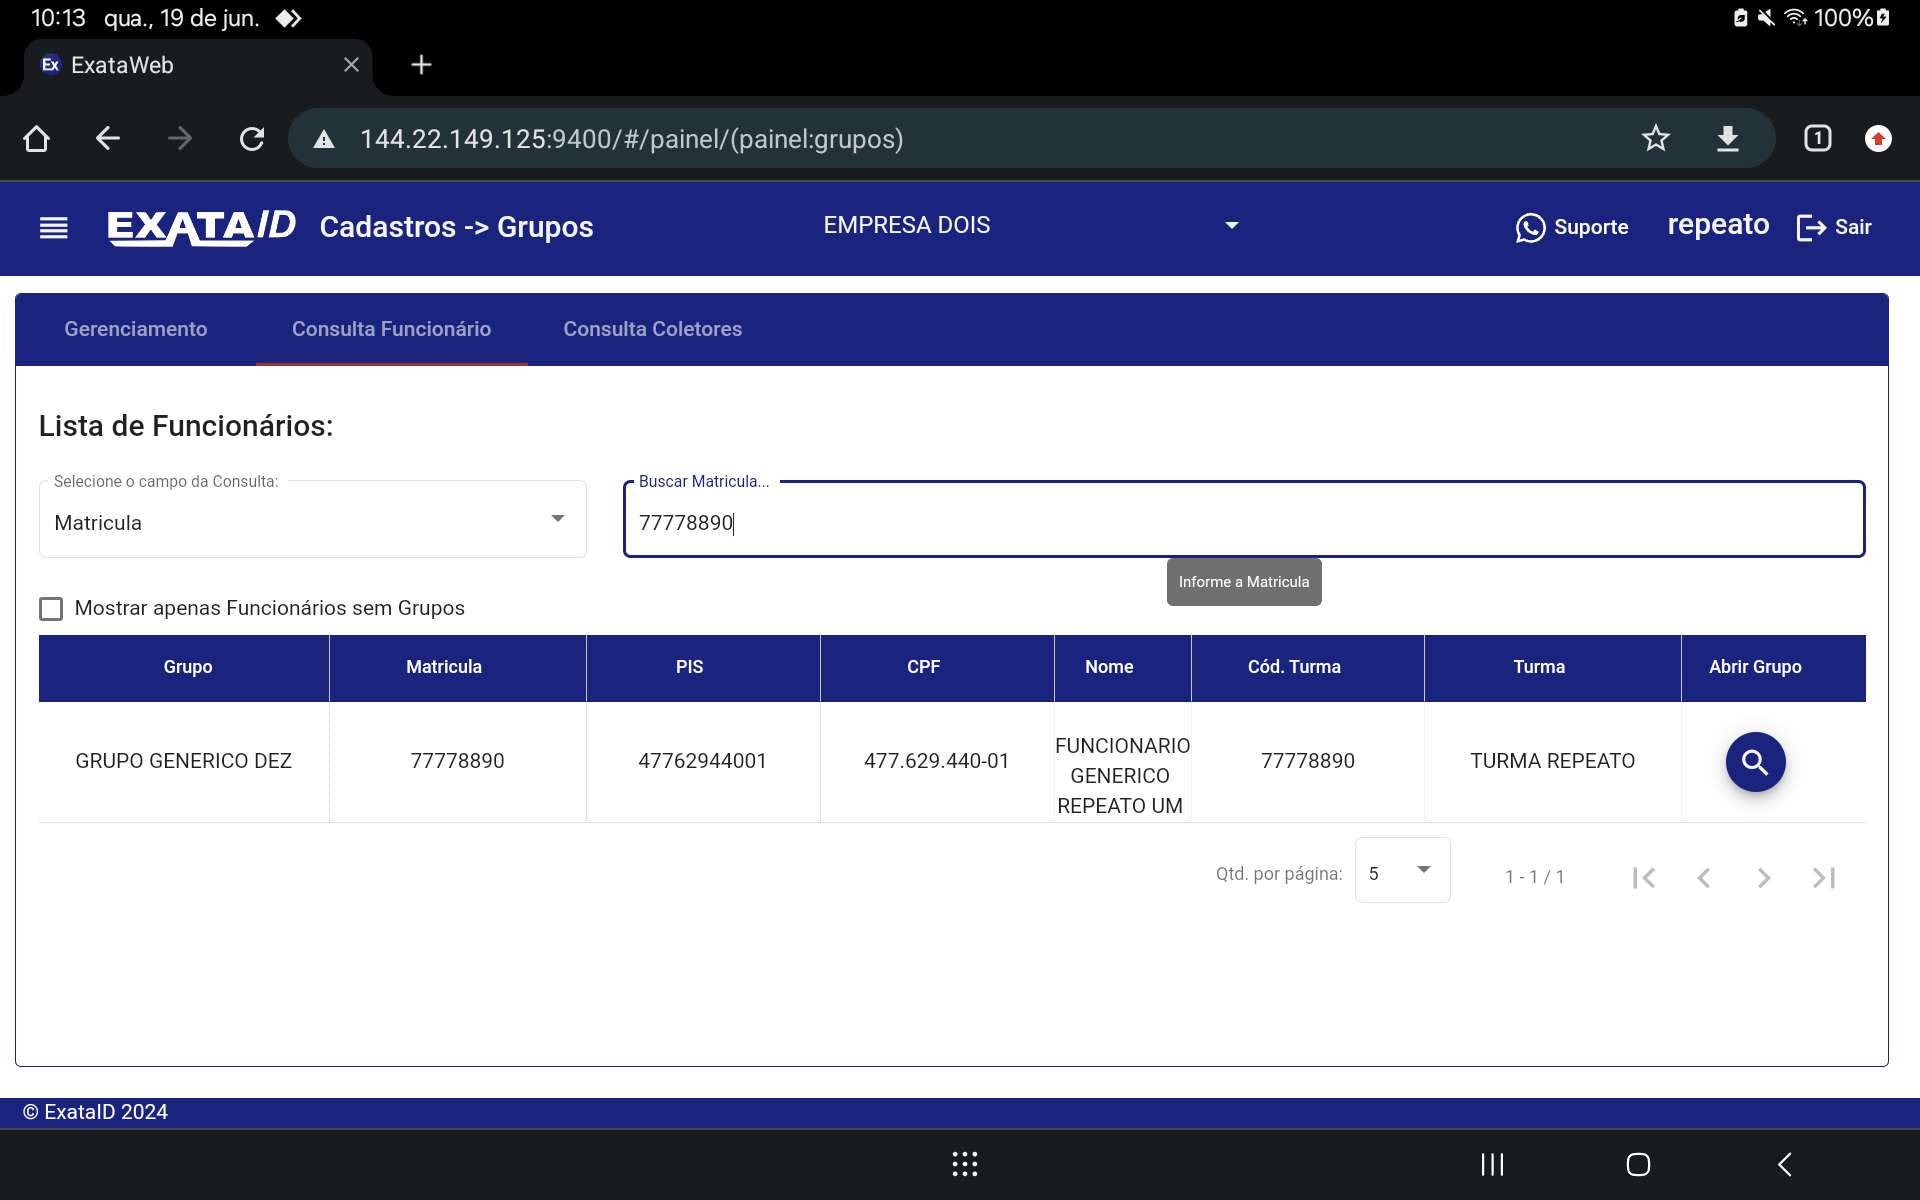 10:13 qua., 19 de jun. 100%
Ex ExataWeb
144.22.149.125:9400/#/painel/(painel:grupos) 1
EXATAID Cadastros -> Grupos EMPRESA DOIS Suporte repeato Sair
Gerenciamento Consulta Funcionário Consulta Coletores
Lista de Funcionários:
Selecione o campo da Consulta: Buscar Matricula...
Matricula 77778890
Informe a Matricula
Mostrar apenas Funcionários sem Grupos
Grupo Matricula PIS CPF Nome Cód. Turma Turma Abrir Grupo
GRUPO GENERICO DEZ 77778890 47762944001 477.629.440-01 FUNCIONARIO GENERICO REPEATO UM 77778890 TURMA REPEATO
Qtd. por página: 5 1 - 1 / 1
© ExataID 2024